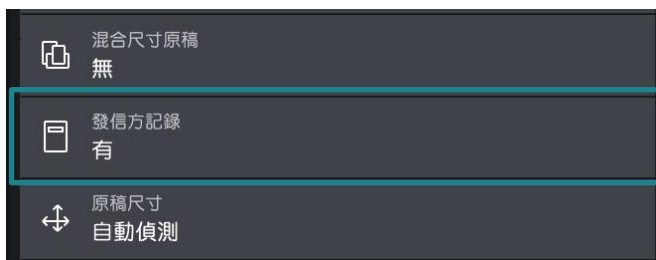 混合尺寸原稿
無
發信方記錄
有
原稿尺寸
自動偵測